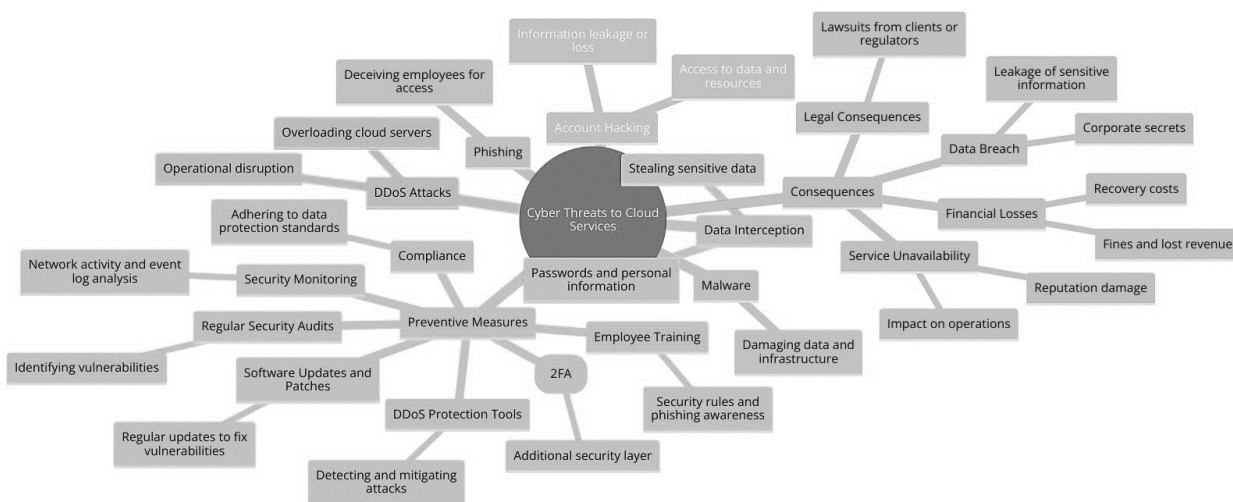 Information leakage or
loss
Lawsuits from clients or
regulators
Deceiving employees for
access
Access to data and
resources
Leakage of sensitive
information
Overloading cloud servers
Account Hacking
Legal Consequences
Corporate secrets
Phishing
Data Breach
Operational disruption
DDoS Attacks
Stealing sensitive data
Consequences
Recovery costs
Cyber Threats to Cloud
Services
Financial Losses
Adhering to data
protection standards
Data Interception
Fines and lost revenue
Compliance
Service Unavailability
Network activity and event
log analysis
Security Monitoring
Passwords and personal
information
Malware
Reputation damage
Regular Security Audits
Preventive Measures
Employee Training
Impact on operations
Damaging data and
infrastructure
Identifying vulnerabilities
Software Updates and
Patches
2FA
DDoS Protection Tools
Security rules and
phishing awareness
Regular updates to fix
vulnerabilities
Additional security layer
Detecting and mitigating
attacks